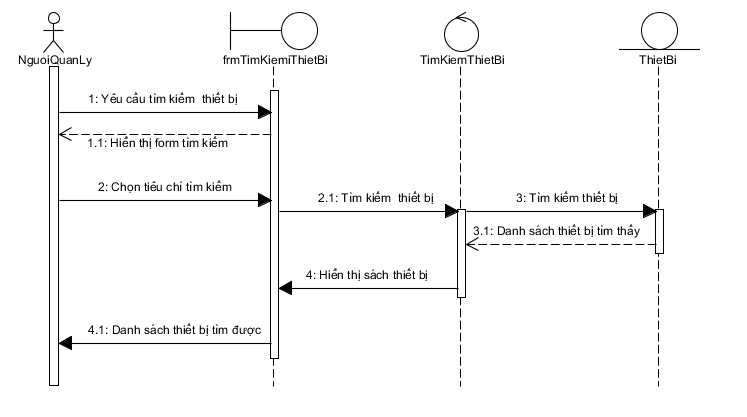 NguoiQuanLy
frmTimKiemiThietBi
TimKiemThietBi
ThietBi
1: Yêu cầu tìm kiếm thiết bị
1.1: Hiển thị form tìm kiếm
2: Chọn tiêu chí tìm kiếm
2.1: Tìm kiếm thiết bị
3: Tìm kiếm thiết bị
3.1: Danh sách thiết bị tìm thấy
4: Hiển thị sách thiết bị
4.1: Danh sách thiết bị tìm được